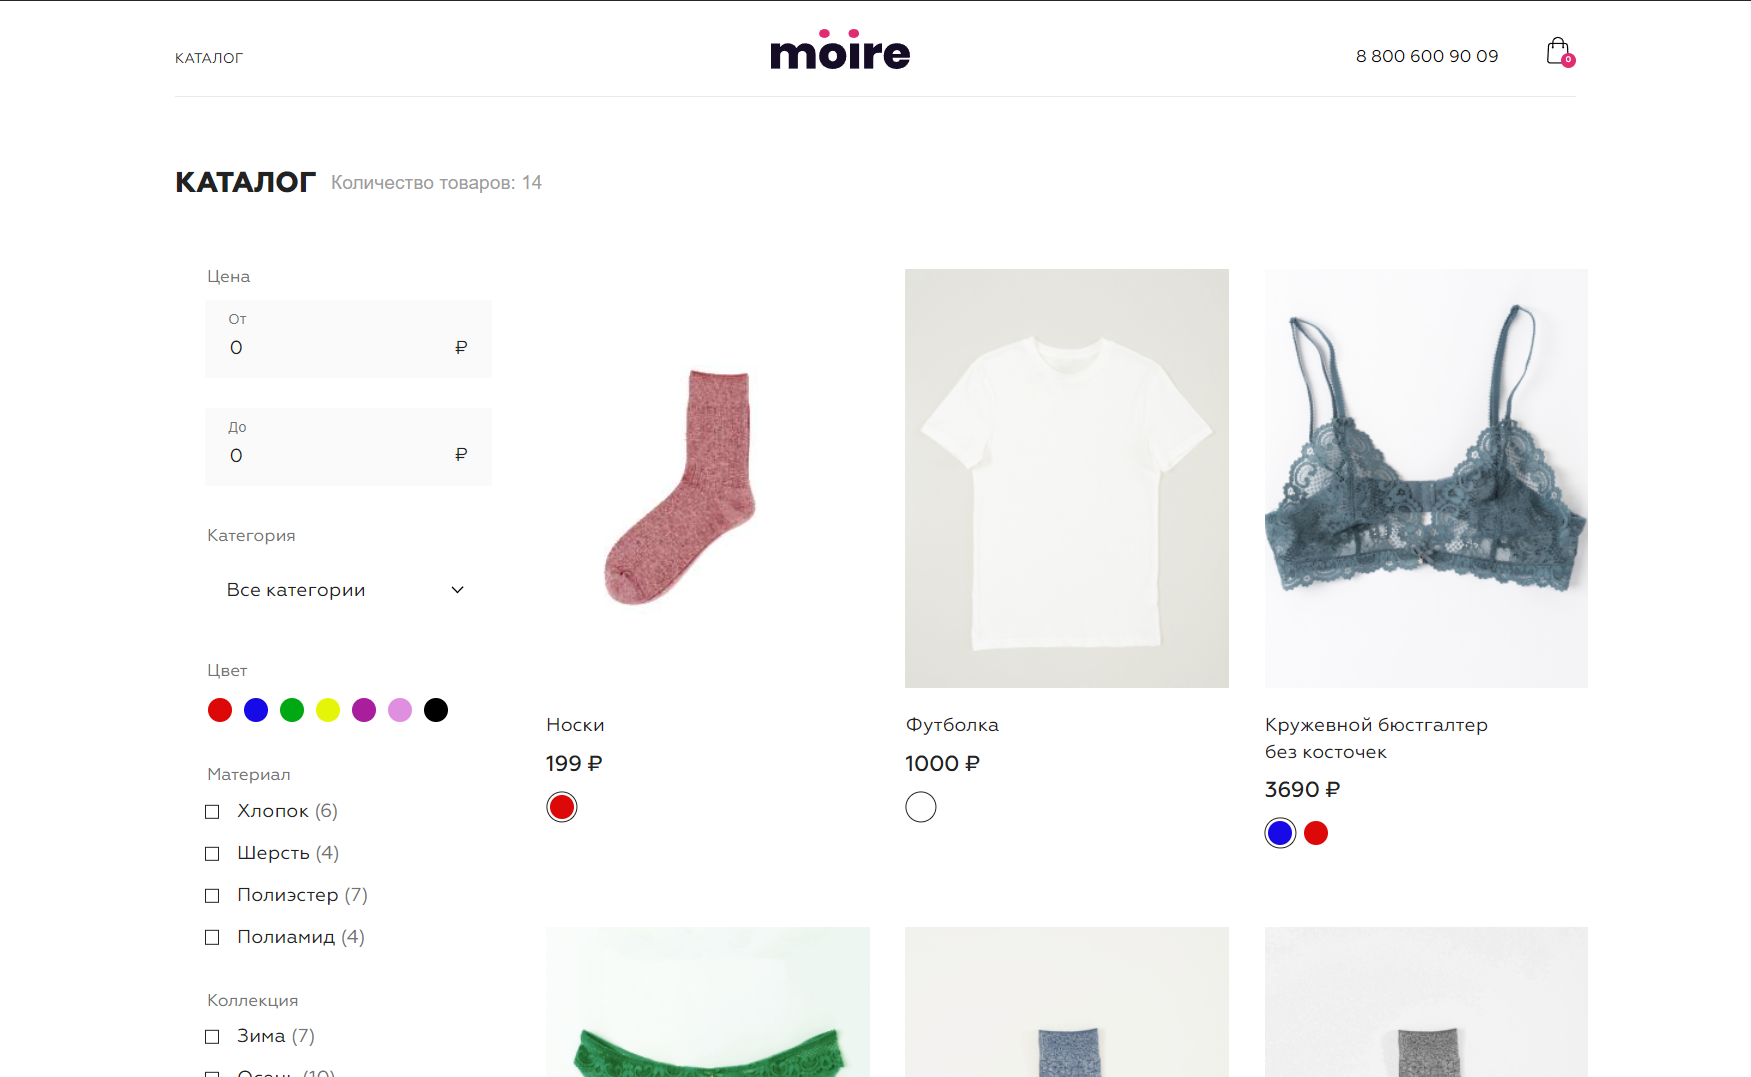 КАТАЛОГ
moire
8 800 600 90 09
0
КАТАЛОГ
Количество товаров: 14
Цена
От
0 ₽
До
0 ₽
Категория
Все категории
Цвет
Материал
Хлопок (6)
Шерсть (4)
Полиэстер (7)
Полиамид (4)
Коллекция
Зима (7)
Осень (10)
Носки
199 ₽
Футболка
1000 ₽
Кружевной бюстгалтер
без косточек
3690 ₽